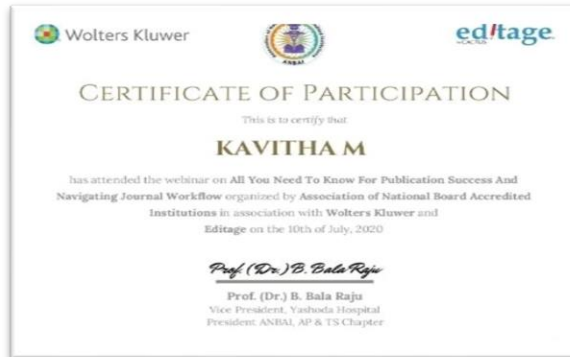 Wolters Kluwer
ANBAI
ed/tage
CERTIFICATE OF PARTICIPATION
This is to certify that
KAVITHA M
has attended the webinar on All You Need To Know For Publication Success And
Navigating Journal Workflow organized by Association of National Board Accredited
Institutions in association with Wolters Kluwer and
Editage on the 10th of July, 2020
Prof. (Dr.) B. Bala Raju
Prof. (Dr.) B. Bala Raju
Vice President, Yashoda Hospital
President ANBAI, AP & TS Chapter